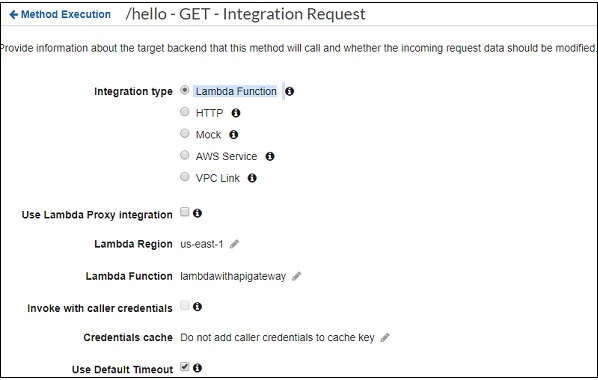 Method Execution /hello - GET - Integration Request
Provide information about the target backend that this method will call and whether the incoming request data should be modified.
Integration type Lambda Function
HTTP
Mock
AWS Service
VPC Link
Use Lambda Proxy integration
Lambda Region us-east-1
Lambda Function lambdawithapigateway
Invoke with caller credentials
Credentials cache Do not add caller credentials to cache key
Use Default Timeout